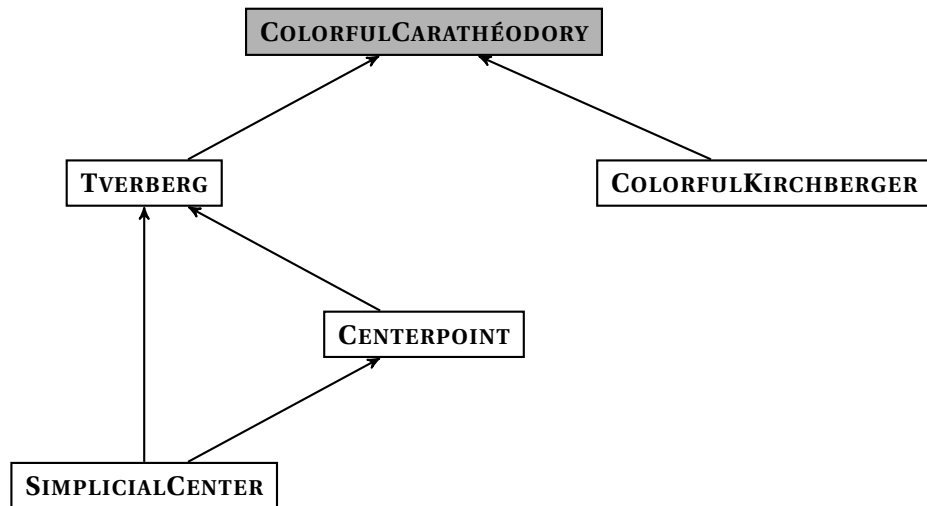 COLORFULCARATHÉODORY
TVERBERG
COLORFULKIRCHBERGER
CENTERPOINT
SIMPLICIALCENTER